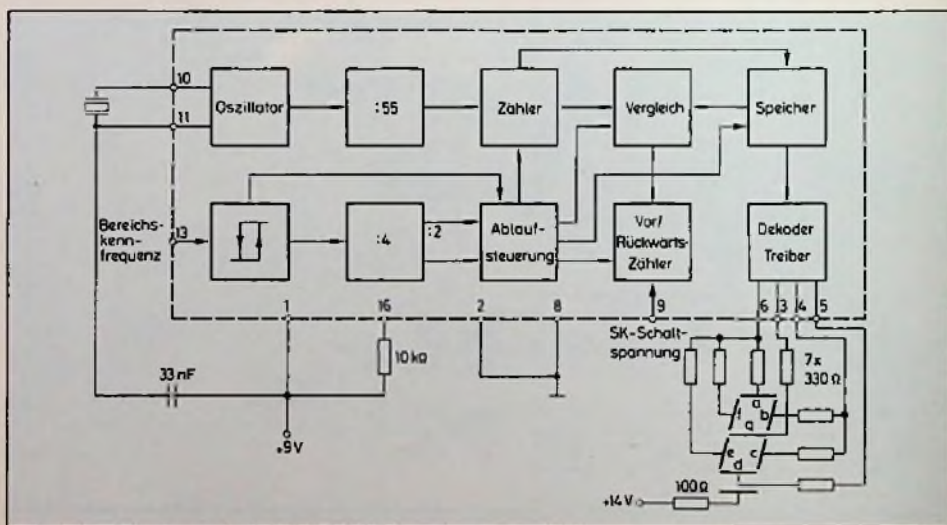 10
11
Oszillator
:55
Zähler
Vergleich
Speicher
Bereichs-
kenn-
frequenz
13
:4
:2
Ablauf-
steuerung
Vor/
Rückwärts-
Zähler
Dekoder
Treiber
1
16
2
8
9
6
3
4
5
SK-Schalt-
spannung
10 kΩ
33 nF
+9V
7x
330 Ω
a
f
b
g
e
c
d
100Ω
+14 V